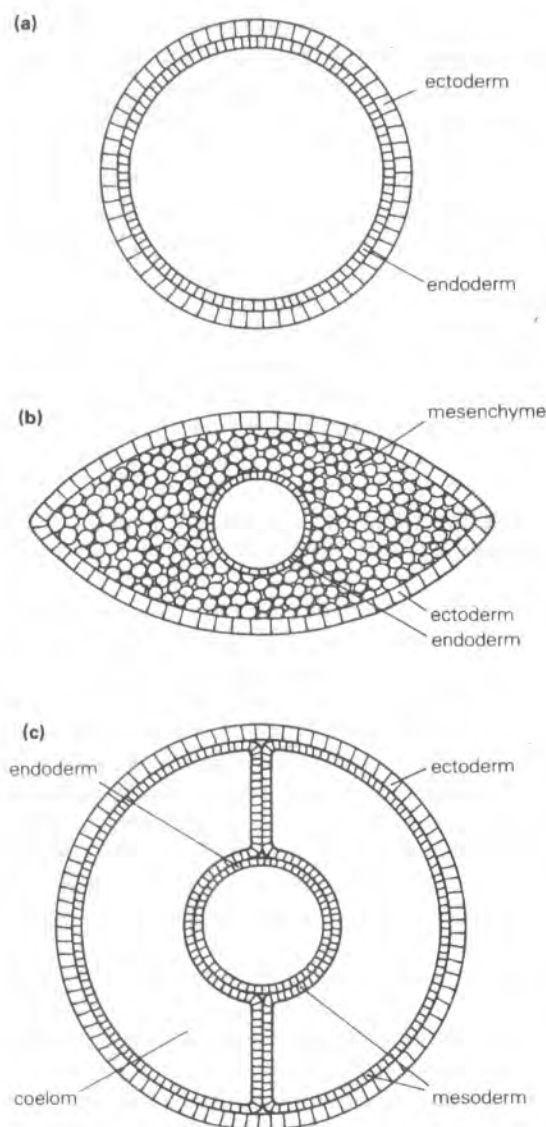 (a)
ectoderm
endoderm
(b)
mesenchyme
ectoderm
endoderm
(c)
endoderm
ectoderm
coelom
mesoderm